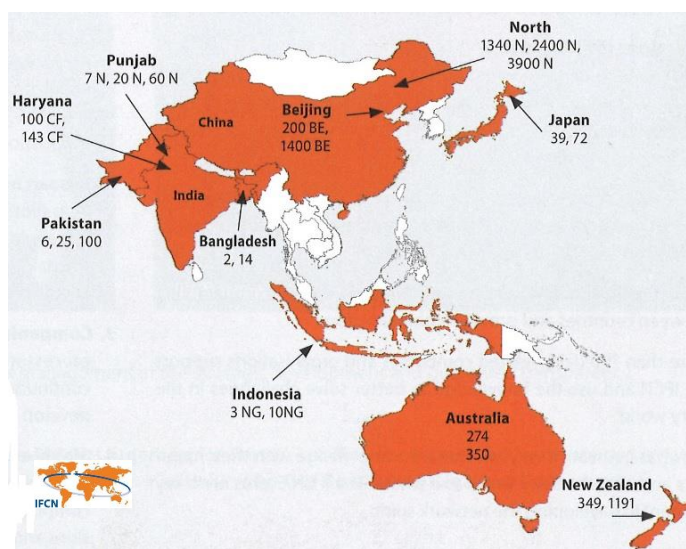 North
1340 N, 2400 N,
3900 N
Punjab
7 N, 20 N, 60 N
Haryana
100 CF,
143 CF
China
Beijing
200 BE,
1400 BE
Japan
39, 72
India
Pakistan
6, 25, 100
Bangladesh
2, 14
Indonesia
3 NG, 10NG
Australia
274
350
New Zealand
349, 1191
IFCN